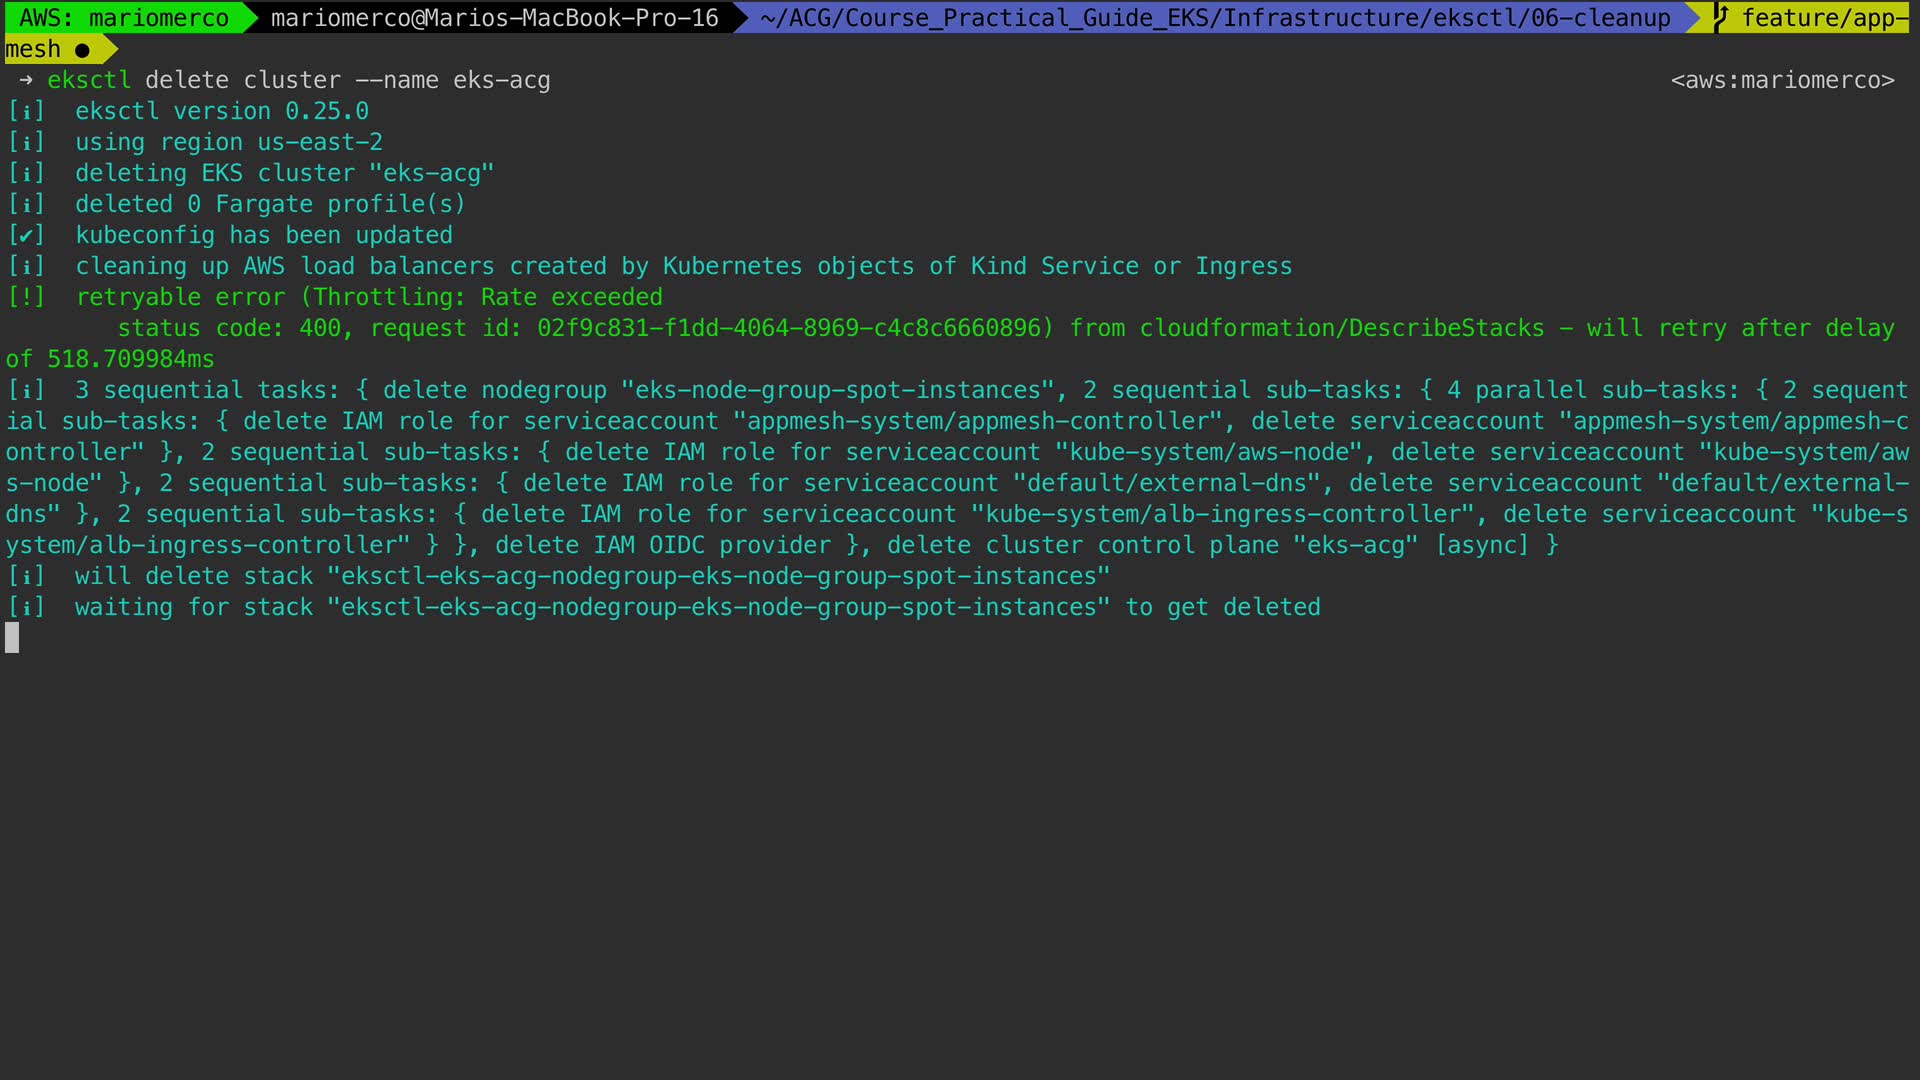 AWS: mariomerco mariomerco@Marios-MacBook-Pro-16 ~/ACG/Course_Practical_Guide_EKS/Infrastructure/eksctl/06-cleanup feature/app-
mesh ●
→ eksctl delete cluster --name eks-acg <aws:mariomerco>
[ℹ]  eksctl version 0.25.0
[ℹ]  using region us-east-2
[ℹ]  deleting EKS cluster "eks-acg"
[ℹ]  deleted 0 Fargate profile(s)
[✔]  kubeconfig has been updated
[ℹ]  cleaning up AWS load balancers created by Kubernetes objects of Kind Service or Ingress
[!]  retryable error (Throttling: Rate exceeded
        status code: 400, request id: 02f9c831-f1dd-4064-8969-c4c8c6660896) from cloudformation/DescribeStacks - will retry after delay
of 518.709984ms
[ℹ]  3 sequential tasks: { delete nodegroup "eks-node-group-spot-instances", 2 sequential sub-tasks: { 4 parallel sub-tasks: { 2 sequent
ial sub-tasks: { delete IAM role for serviceaccount "appmesh-system/appmesh-controller", delete serviceaccount "appmesh-system/appmesh-c
ontroller" }, 2 sequential sub-tasks: { delete IAM role for serviceaccount "kube-system/aws-node", delete serviceaccount "kube-system/aw
s-node" }, 2 sequential sub-tasks: { delete IAM role for serviceaccount "default/external-dns", delete serviceaccount "default/external-
dns" }, 2 sequential sub-tasks: { delete IAM role for serviceaccount "kube-system/alb-ingress-controller", delete serviceaccount "kube-s
ystem/alb-ingress-controller" } }, delete IAM OIDC provider }, delete cluster control plane "eks-acg" [async] }
[ℹ]  will delete stack "eksctl-eks-acg-nodegroup-eks-node-group-spot-instances"
[ℹ]  waiting for stack "eksctl-eks-acg-nodegroup-eks-node-group-spot-instances" to get deleted